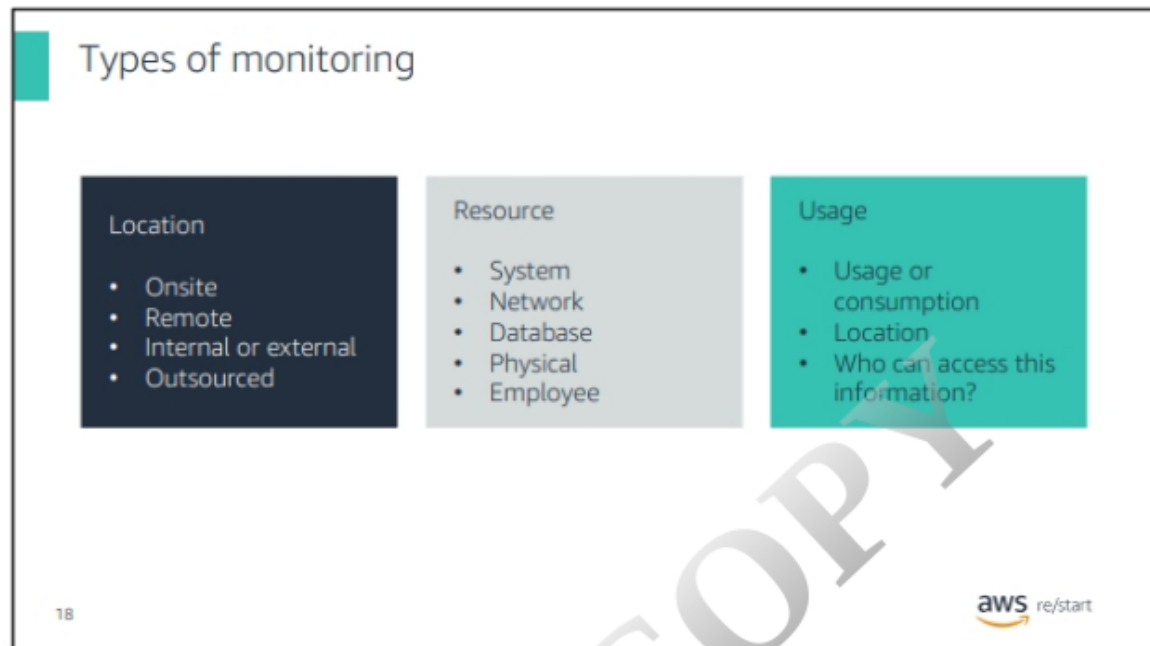 Types of monitoring
Location
• Onsite
• Remote
• Internal or external
• Outsourced
Resource
• System
• Network
• Database
• Physical
• Employee
Usage
• Usage or
consumption
• Location
• Who can access this
information?
COPY
18
aws re/start